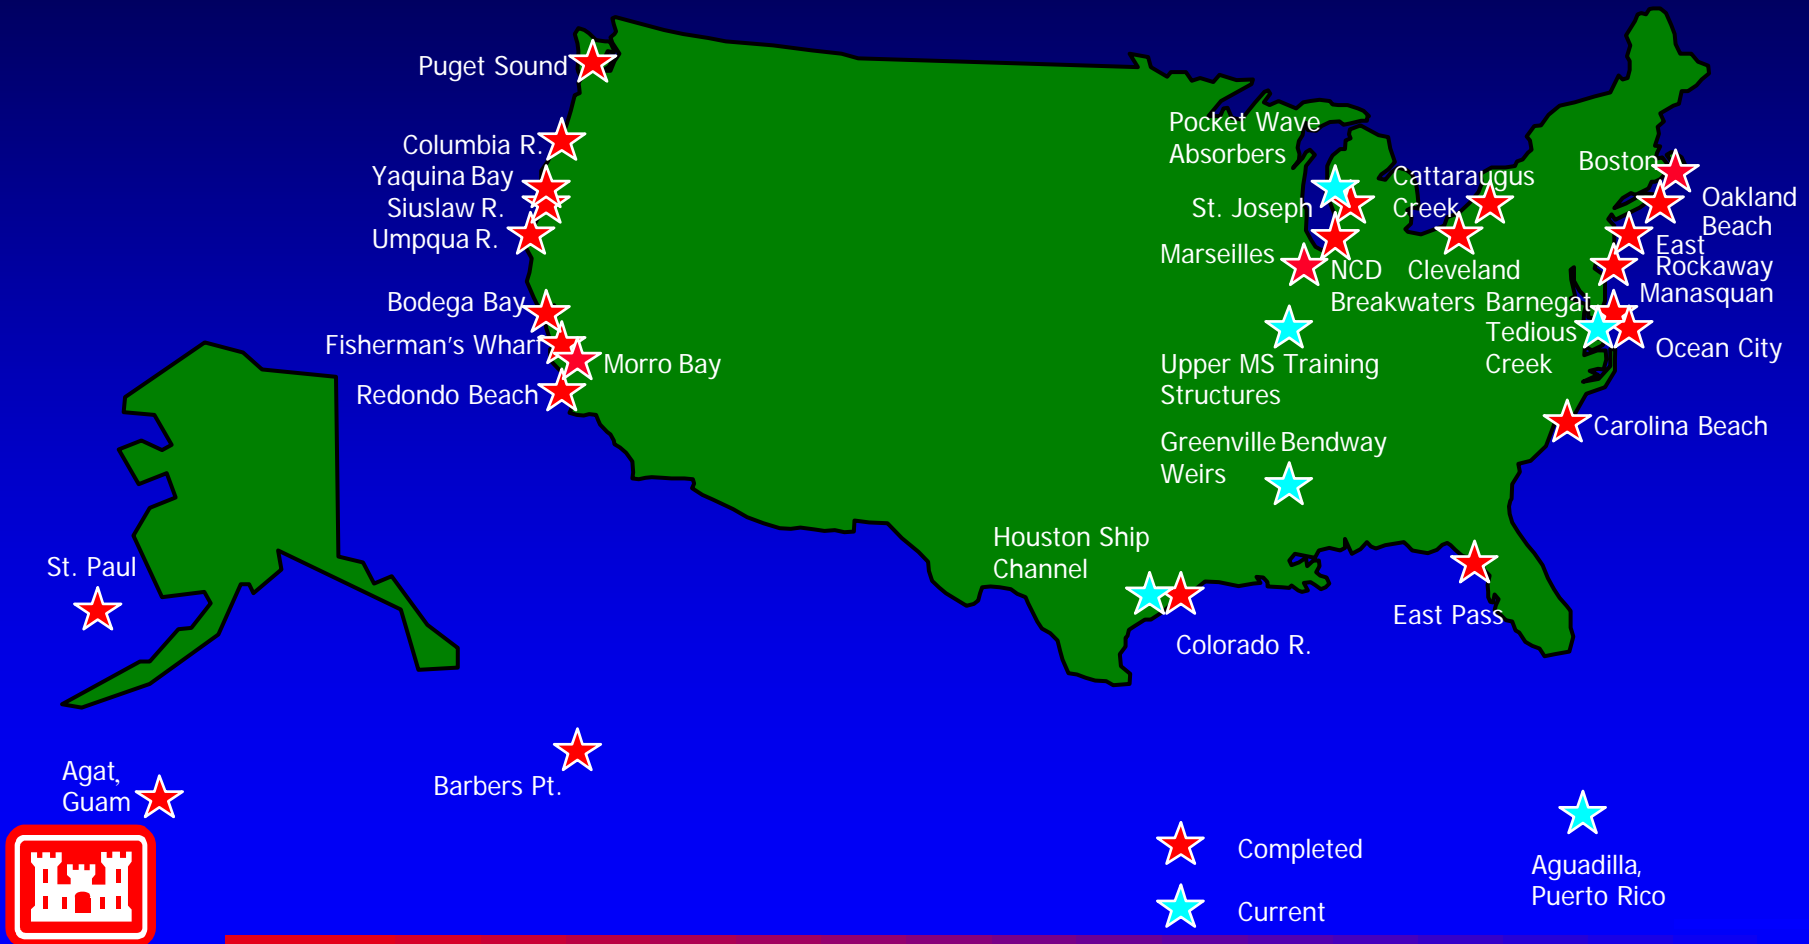 Puget Sound
Columbia R.
Yaquina Bay
Siuslaw R.
Umpqua R.
Bodega Bay
Fisherman's Wharf
Morro Bay
Redondo Beach
Pocket Wave
Absorbers
St. Joseph
Marseilles
NCD
Breakwaters
Cattaraugus
Creek
Cleveland
Boston
Oakland
Beach
East
Rockaway
Manasquan
Barnegat
Tedious
Creek
Ocean City
Upper MS Training
Structures
Carolina Beach
Greenville Bendway
Weirs
Houston Ship
Channel
Colorado R.
East Pass
St. Paul
Agat,
Guam
Barbers Pt.
Aguadilla,
Puerto Rico
Completed
Current